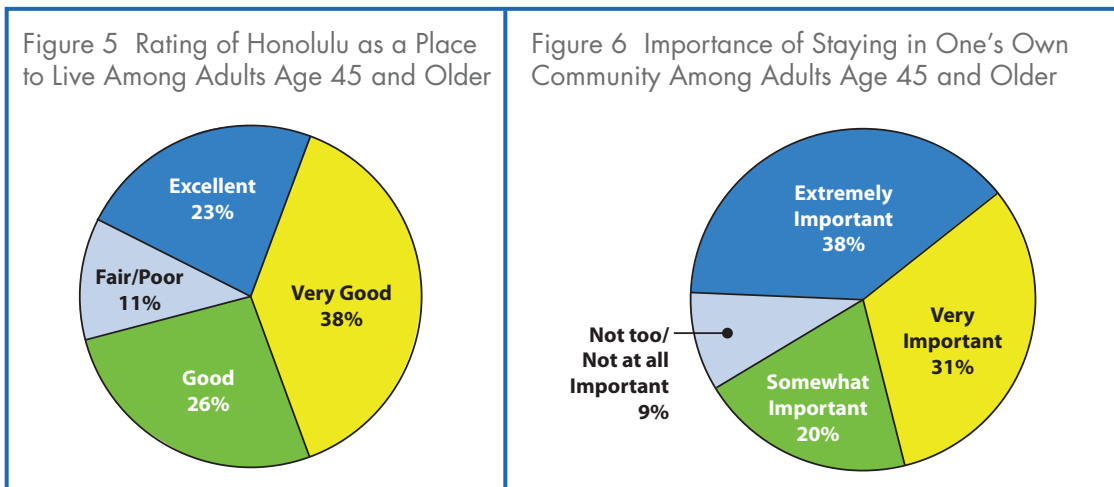 Figure 5 Rating of Honolulu as a Place
to Live Among Adults Age 45 and Older
Excellent
23%
Very Good
38%
Fair/Poor
11%
Good
26%
Figure 6 Importance of Staying in One’s Own
Community Among Adults Age 45 and Older
Extremely
Important
38%
Very
Important
31%
Not too/
Not at all
Important
9%
Somewhat
Important
20%